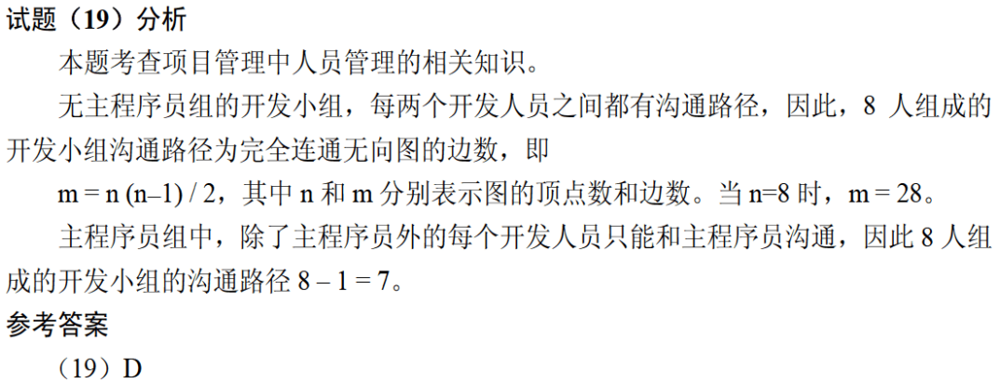 试题（19）分析
本题考查项目管理中人员管理的相关知识。
无主程序员组的开发小组，每两个开发人员之间都有沟通路径，因此，8 人组成的
开发小组沟通路径为完全连通无向图的边数，即
m = n (n–1) / 2，其中 n 和 m 分别表示图的顶点数和边数。当 n=8 时，m = 28。
主程序员组中，除了主程序员外的每个开发人员只能和主程序员沟通，因此 8 人组
成的开发小组的沟通路径 8 – 1 = 7。
参考答案
（19）D